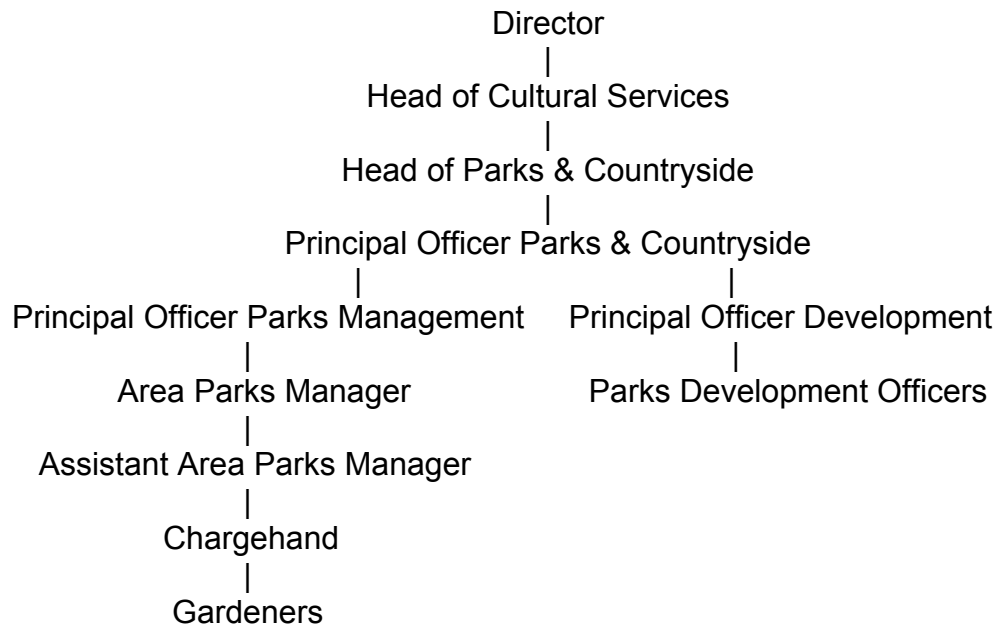 Director
|
Head of Cultural Services
|
Head of Parks & Countryside
|
Principal Officer Parks & Countryside
| |
Principal Officer Parks Management Principal Officer Development
| |
Area Parks Manager Parks Development Officers
|
Assistant Area Parks Manager
|
Chargehand
|
Gardeners